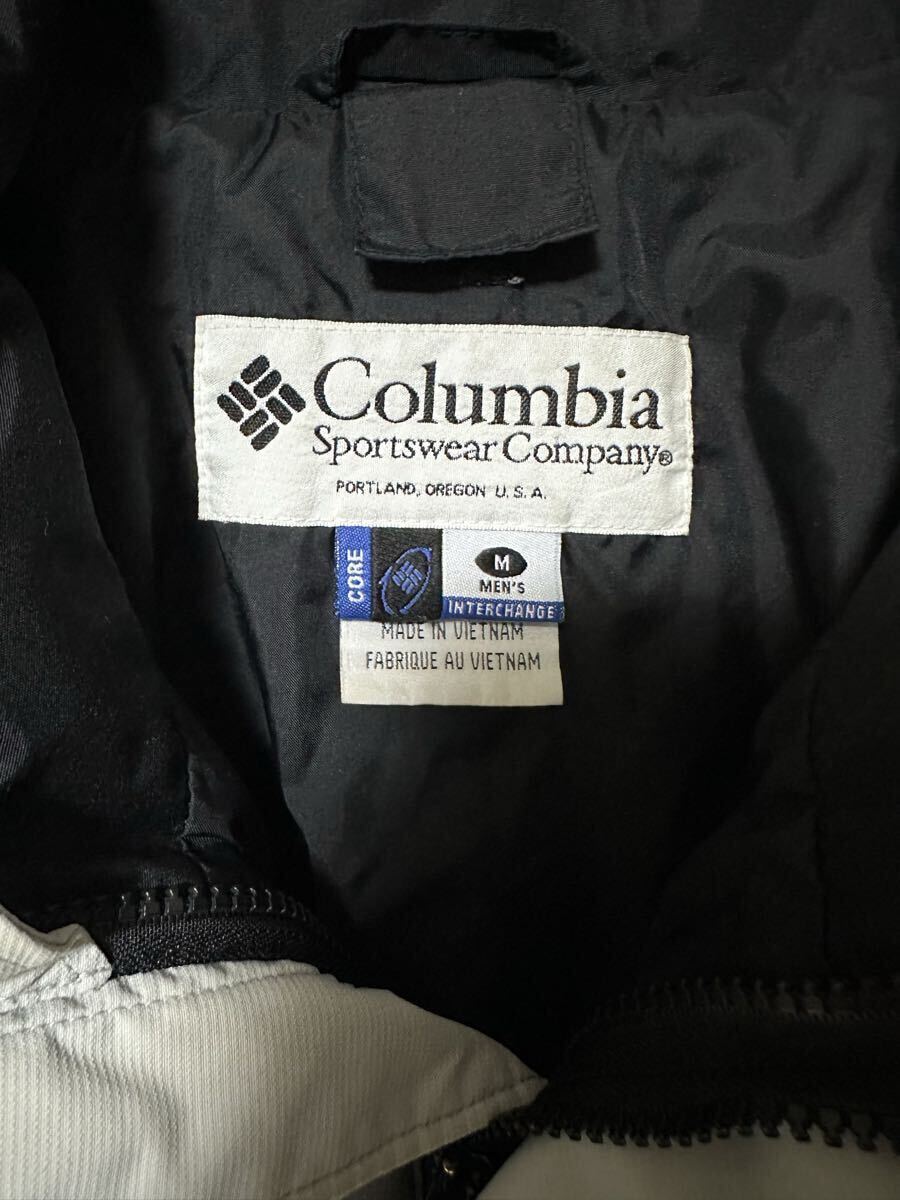 Columbia
Sportswear Company®
PORTLAND, OREGON U.S.A.
CORE
M
MEN'S
INTERCHANGE
MADE IN VIETNAM
FABRIQUE AU VIETNAM